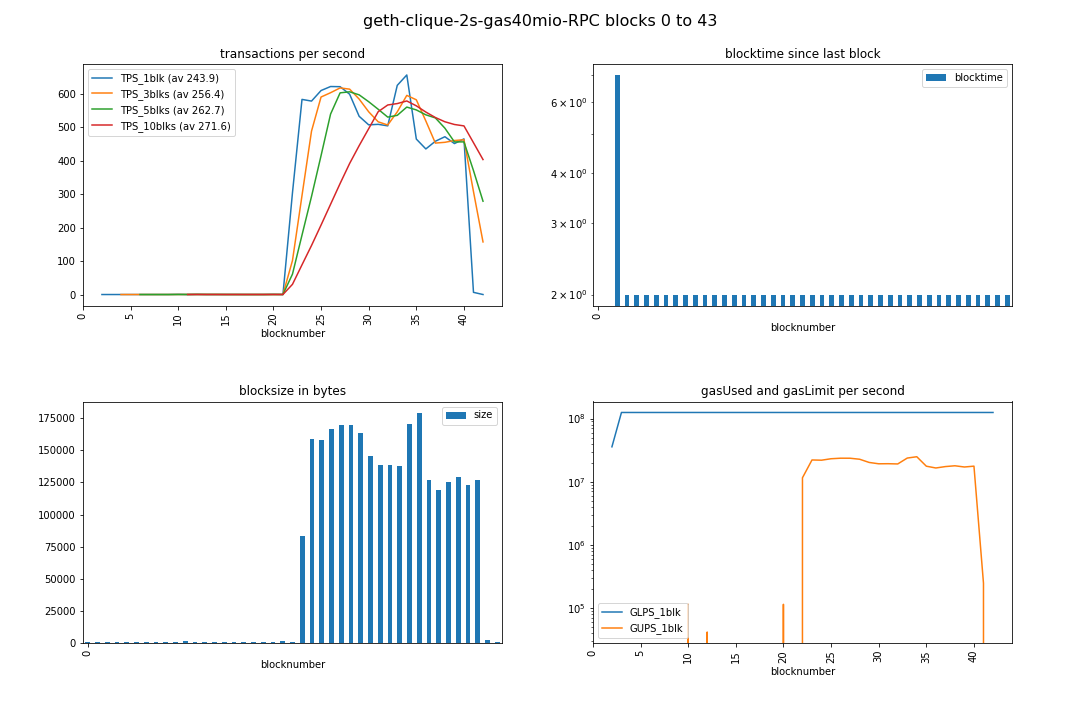 geth-clique-2s-gas40mio-RPC blocks 0 to 43
transactions per second
TPS_1blk (av 243.9)
TPS_3blks (av 256.4)
TPS_5blks (av 262.7)
TPS_10blks (av 271.6)
600
500
400
300
200
100
0
0 5 10 15 20 25 30 35 40
blocknumber
blocktime since last block
blocktime
6 × 10⁰
4 × 10⁰
3 × 10⁰
2 × 10⁰
0
blocknumber
blocksize in bytes
size
175000
150000
125000
100000
75000
50000
25000
0
0
blocknumber
gasUsed and gasLimit per second
10⁸
10⁷
10⁶
10⁵
GLPS_1blk
GUPS_1blk
0 5 10 15 20 25 30 35 40
blocknumber